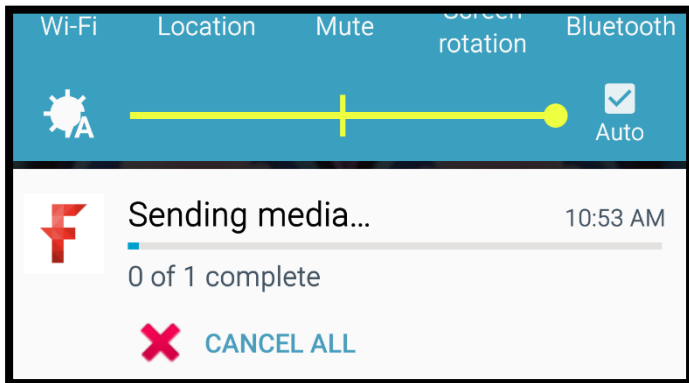 Wi-Fi Location Mute Screen rotation Bluetooth
A
Auto
Sending media...
10:53 AM
0 of 1 complete
CANCEL ALL